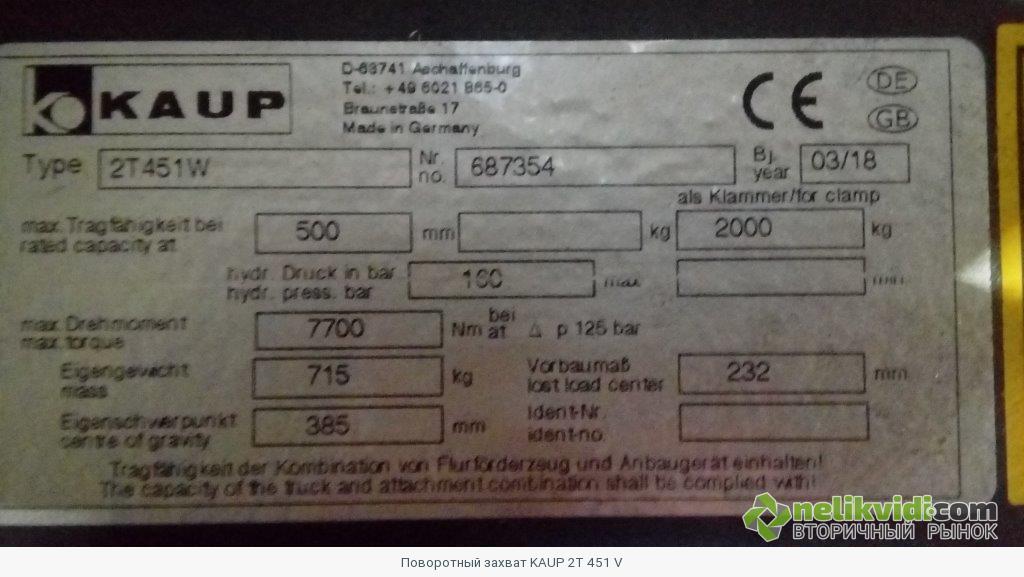 KAUP
D-63741 Aschaffenburg
Tel.: +49 6021 865-0
Braunstraße 17
Made in Germany
CE
DE
GB
Type 2T451W
Nr. no. 687354
Bj. year 03/18
als Klammer/for clamp
max. Tragfähigkeit bei
rated capacity at
500 mm kg 2000 kg
hydr. Druck in bar
hydr. press. bar
160 max min
max. Drehmoment
max. torque
7700 Nm bei at Δ p 125 bar
Eigengewicht
mass
715 kg
Vorbaumaß
lost load center
232 mm
Eigenschwerpunkt
centre of gravity
385 mm
Ident-Nr.
ident-no.
Tragfähigkeit der Kombination von Flurförderzeug und Anbaugerät einhalten!
The capacity of the truck and attachment combination shall be complied with!
nelikvidi.com
ВТОРИЧНЫЙ РЫНОК
Поворотный захват KAUP 2T 451 V